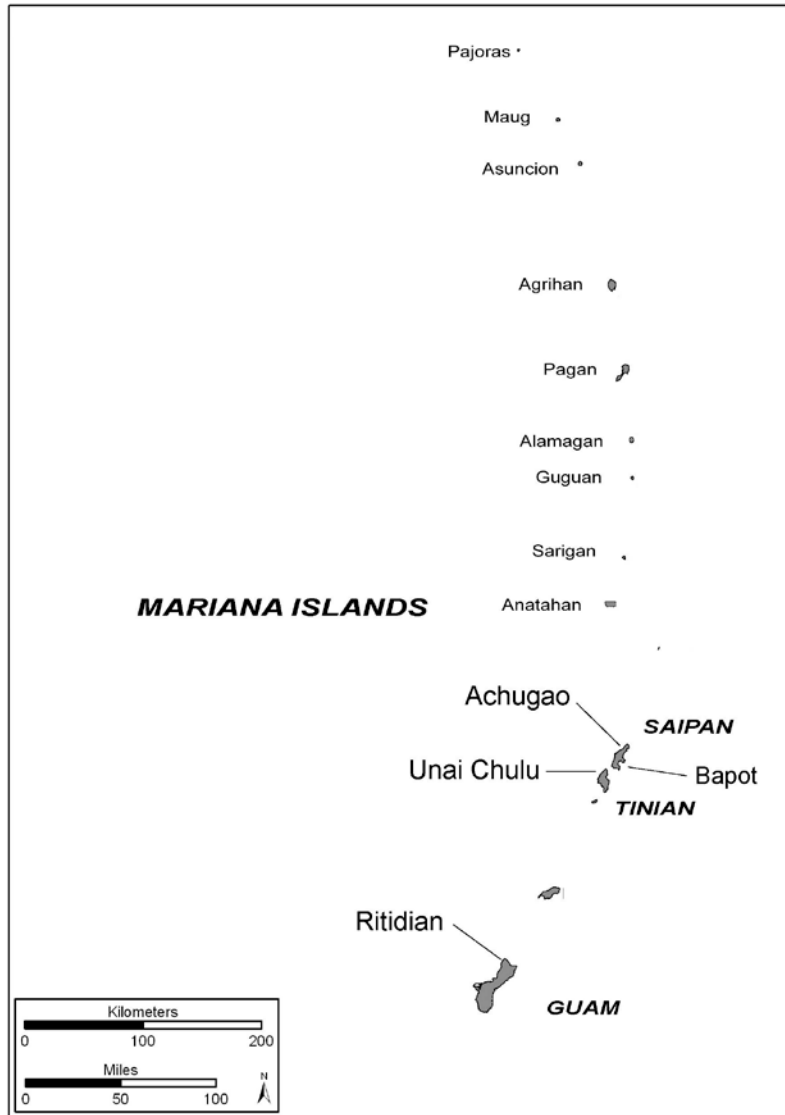 Pajoras
Maug
Asuncion
Agrihan
Pagan
Alamagan
Guguan
Sarigan
MARIANA ISLANDS
Anatahan
Achugao
SAIPAN
Unai Chulu
Bapot
TINIAN
Ritidian
GUAM
Kilometers
0 100 200
Miles
0 50 100
N